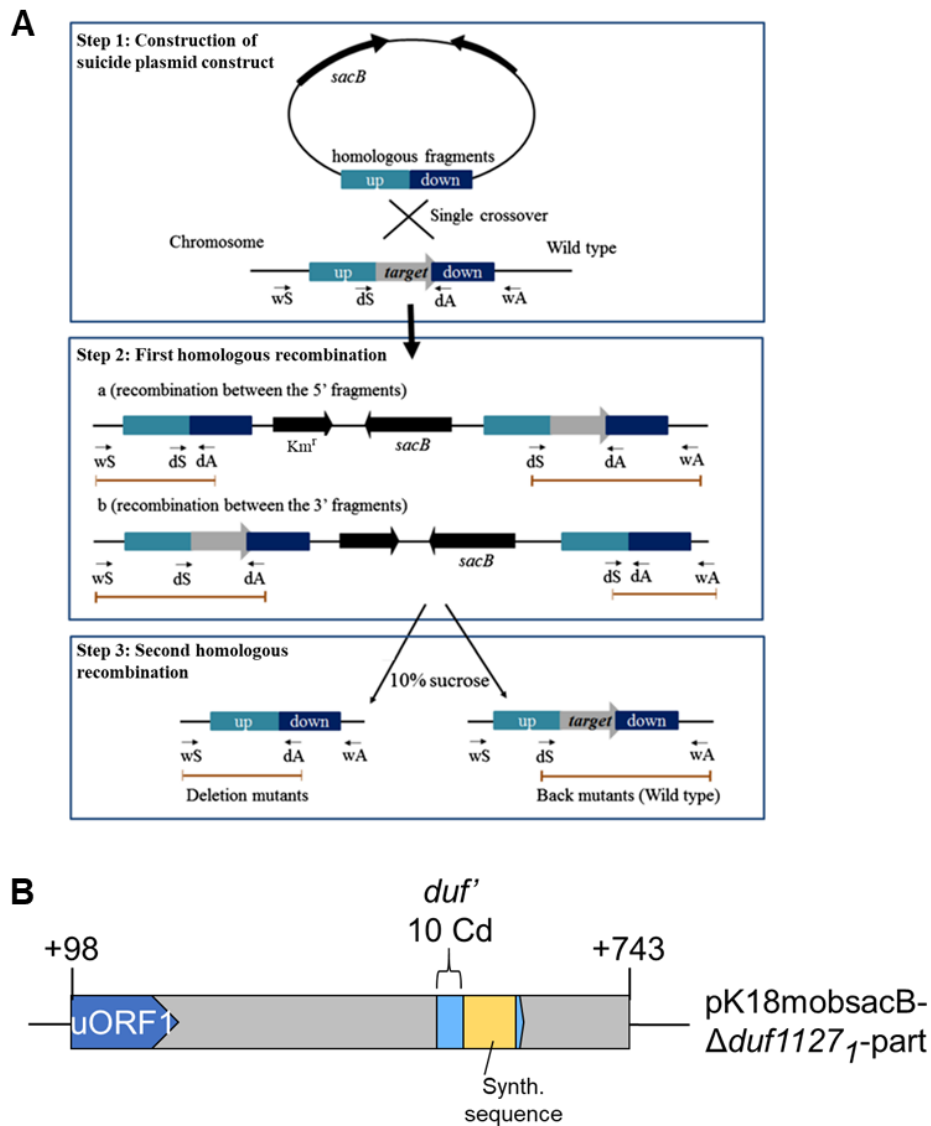 A
Step 1: Construction of
suicide plasmid construct
sacB
homologous fragments
up down
Single crossover
Chromosome
Wild type
up target down
wS dS dA wA
Step 2: First homologous recombination
a (recombination between the 5’ fragments)
Kmʳ sacB
wS dS dA dS dA wA
b (recombination between the 3’ fragments)
sacB
wS dS dA dS dA wA
Step 3: Second homologous
recombination
10% sucrose
up down
up target down
wS dA wA
wS dS wA
Deletion mutants
Back mutants (Wild type)
B
duf’
10 Cd
+98
+743
uORF1
pK18mobsacB-
Δduf1127₁-part
Synth.
sequence